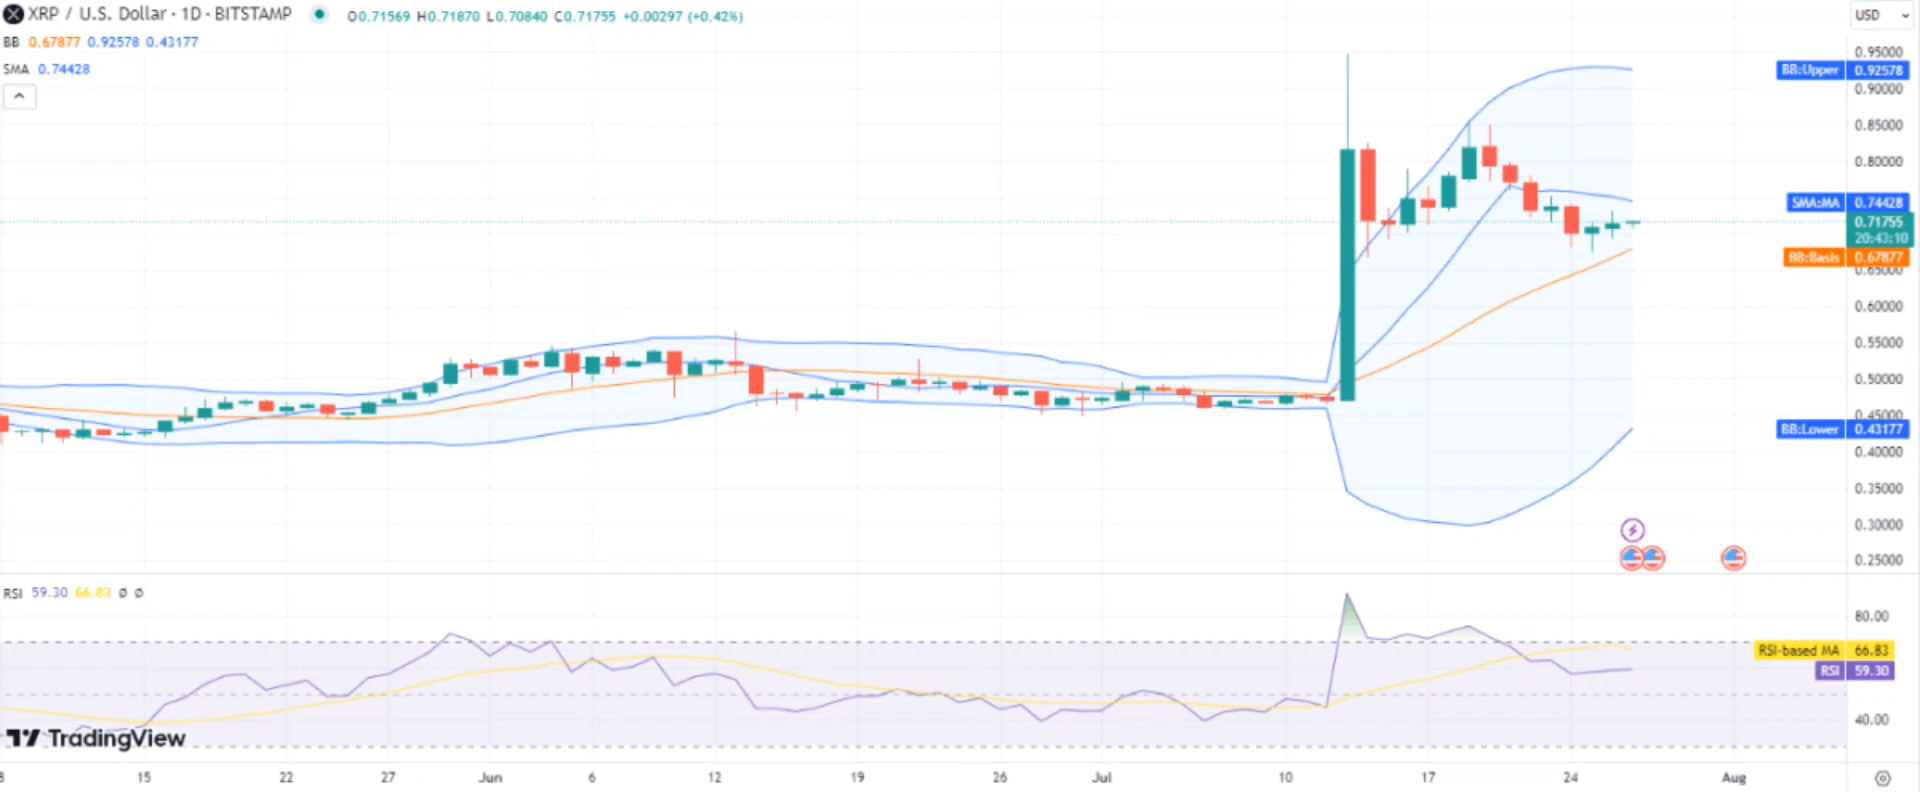 XRP / U.S. Dollar · 1D · BITSTAMP O0.71569 H0.71870 L0.70840 C0.71755 +0.00297 (+0.42%)
USD
BB 0.67877 0.92578 0.43177
SMA 0.74428
0.95000
BB:Upper 0.92578
0.90000
0.85000
0.80000
SMA:MA 0.74428
0.71755
20:43:10
BB:Basis 0.67877
0.65000
0.60000
0.55000
0.50000
0.45000
BB:Lower 0.43177
0.40000
0.35000
0.30000
0.25000
RSI 59.30 66.83 Ø Ø
80.00
RSI-based MA 66.83
RSI 59.30
40.00
TradingView
8 15 22 27 Jun 6 12 19 26 Jul 10 17 24 Aug